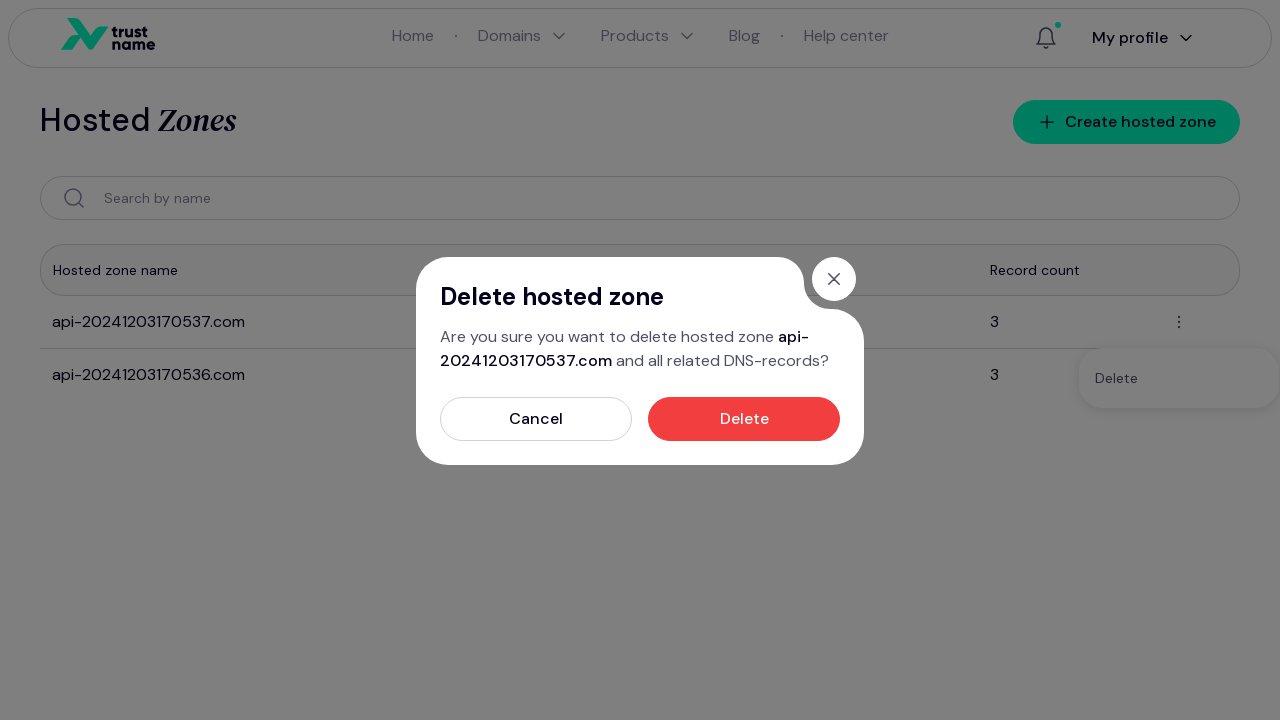 trust
name
Home · Domains Products Blog · Help center
My profile
Hosted Zones
Create hosted zone
Search by name
Hosted zone name Record count
api-20241203170537.com 3
api-20241203170536.com 3
Delete
Delete hosted zone
Are you sure you want to delete hosted zone api-
20241203170537.com and all related DNS-records?
Cancel Delete